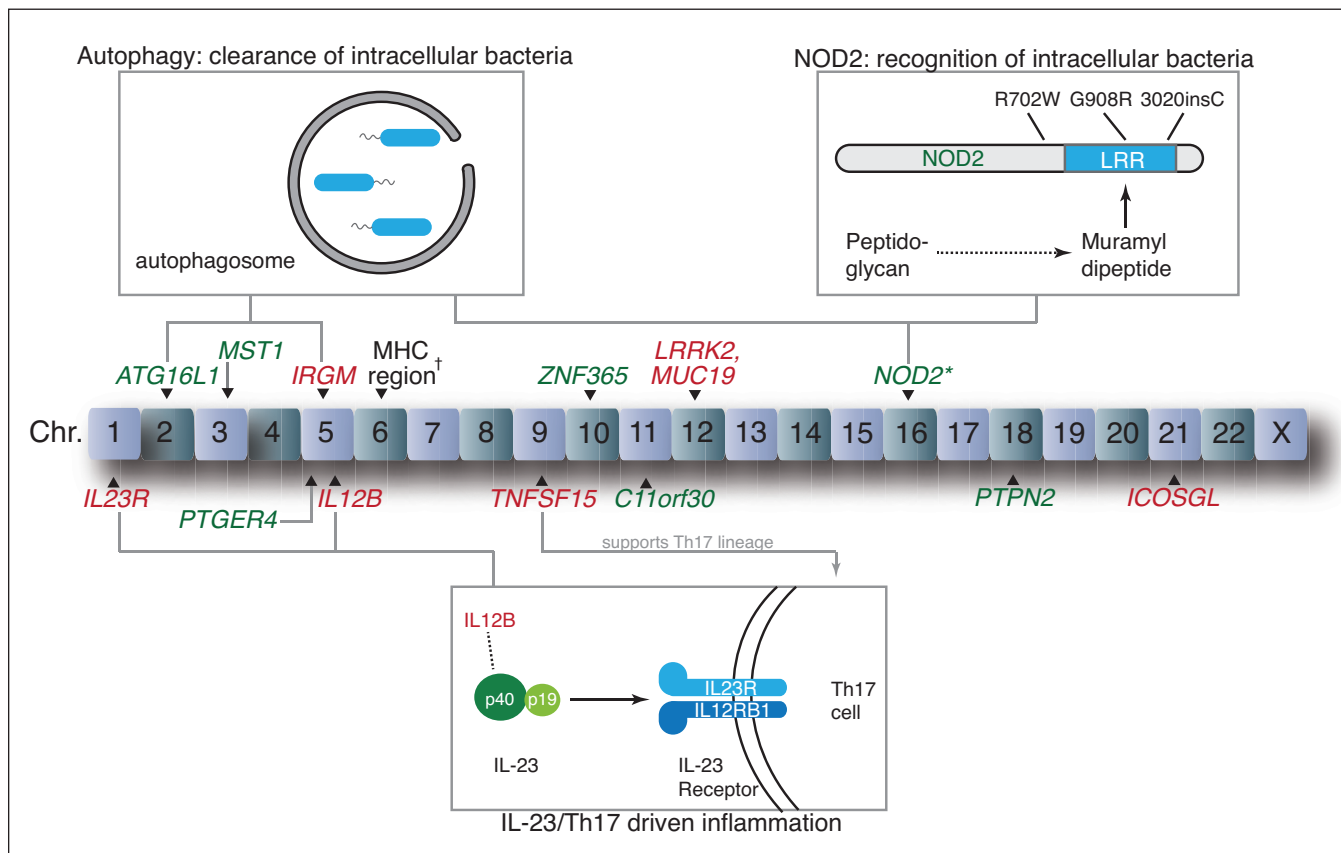 Autophagy: clearance of intracellular bacteria
autophagosome
NOD2: recognition of intracellular bacteria
R702W G908R 3020insC
NOD2 LRR
Peptido-
glycan
Muramyl
dipeptide
ATG16L1
MST1
IRGM
MHC
region†
ZNF365
LRRK2,
MUC19
NOD2*
Chr. 1 2 3 4 5 6 7 8 9 10 11 12 13 14 15 16 17 18 19 20 21 22 X
IL23R
PTGER4
IL12B
TNFSF15
C11orf30
PTPN2
ICOSGL
supports Th17 lineage
IL12B
p40 p19
IL-23
IL23R
IL12RB1
IL-23
Receptor
Th17
cell
IL-23/Th17 driven inflammation